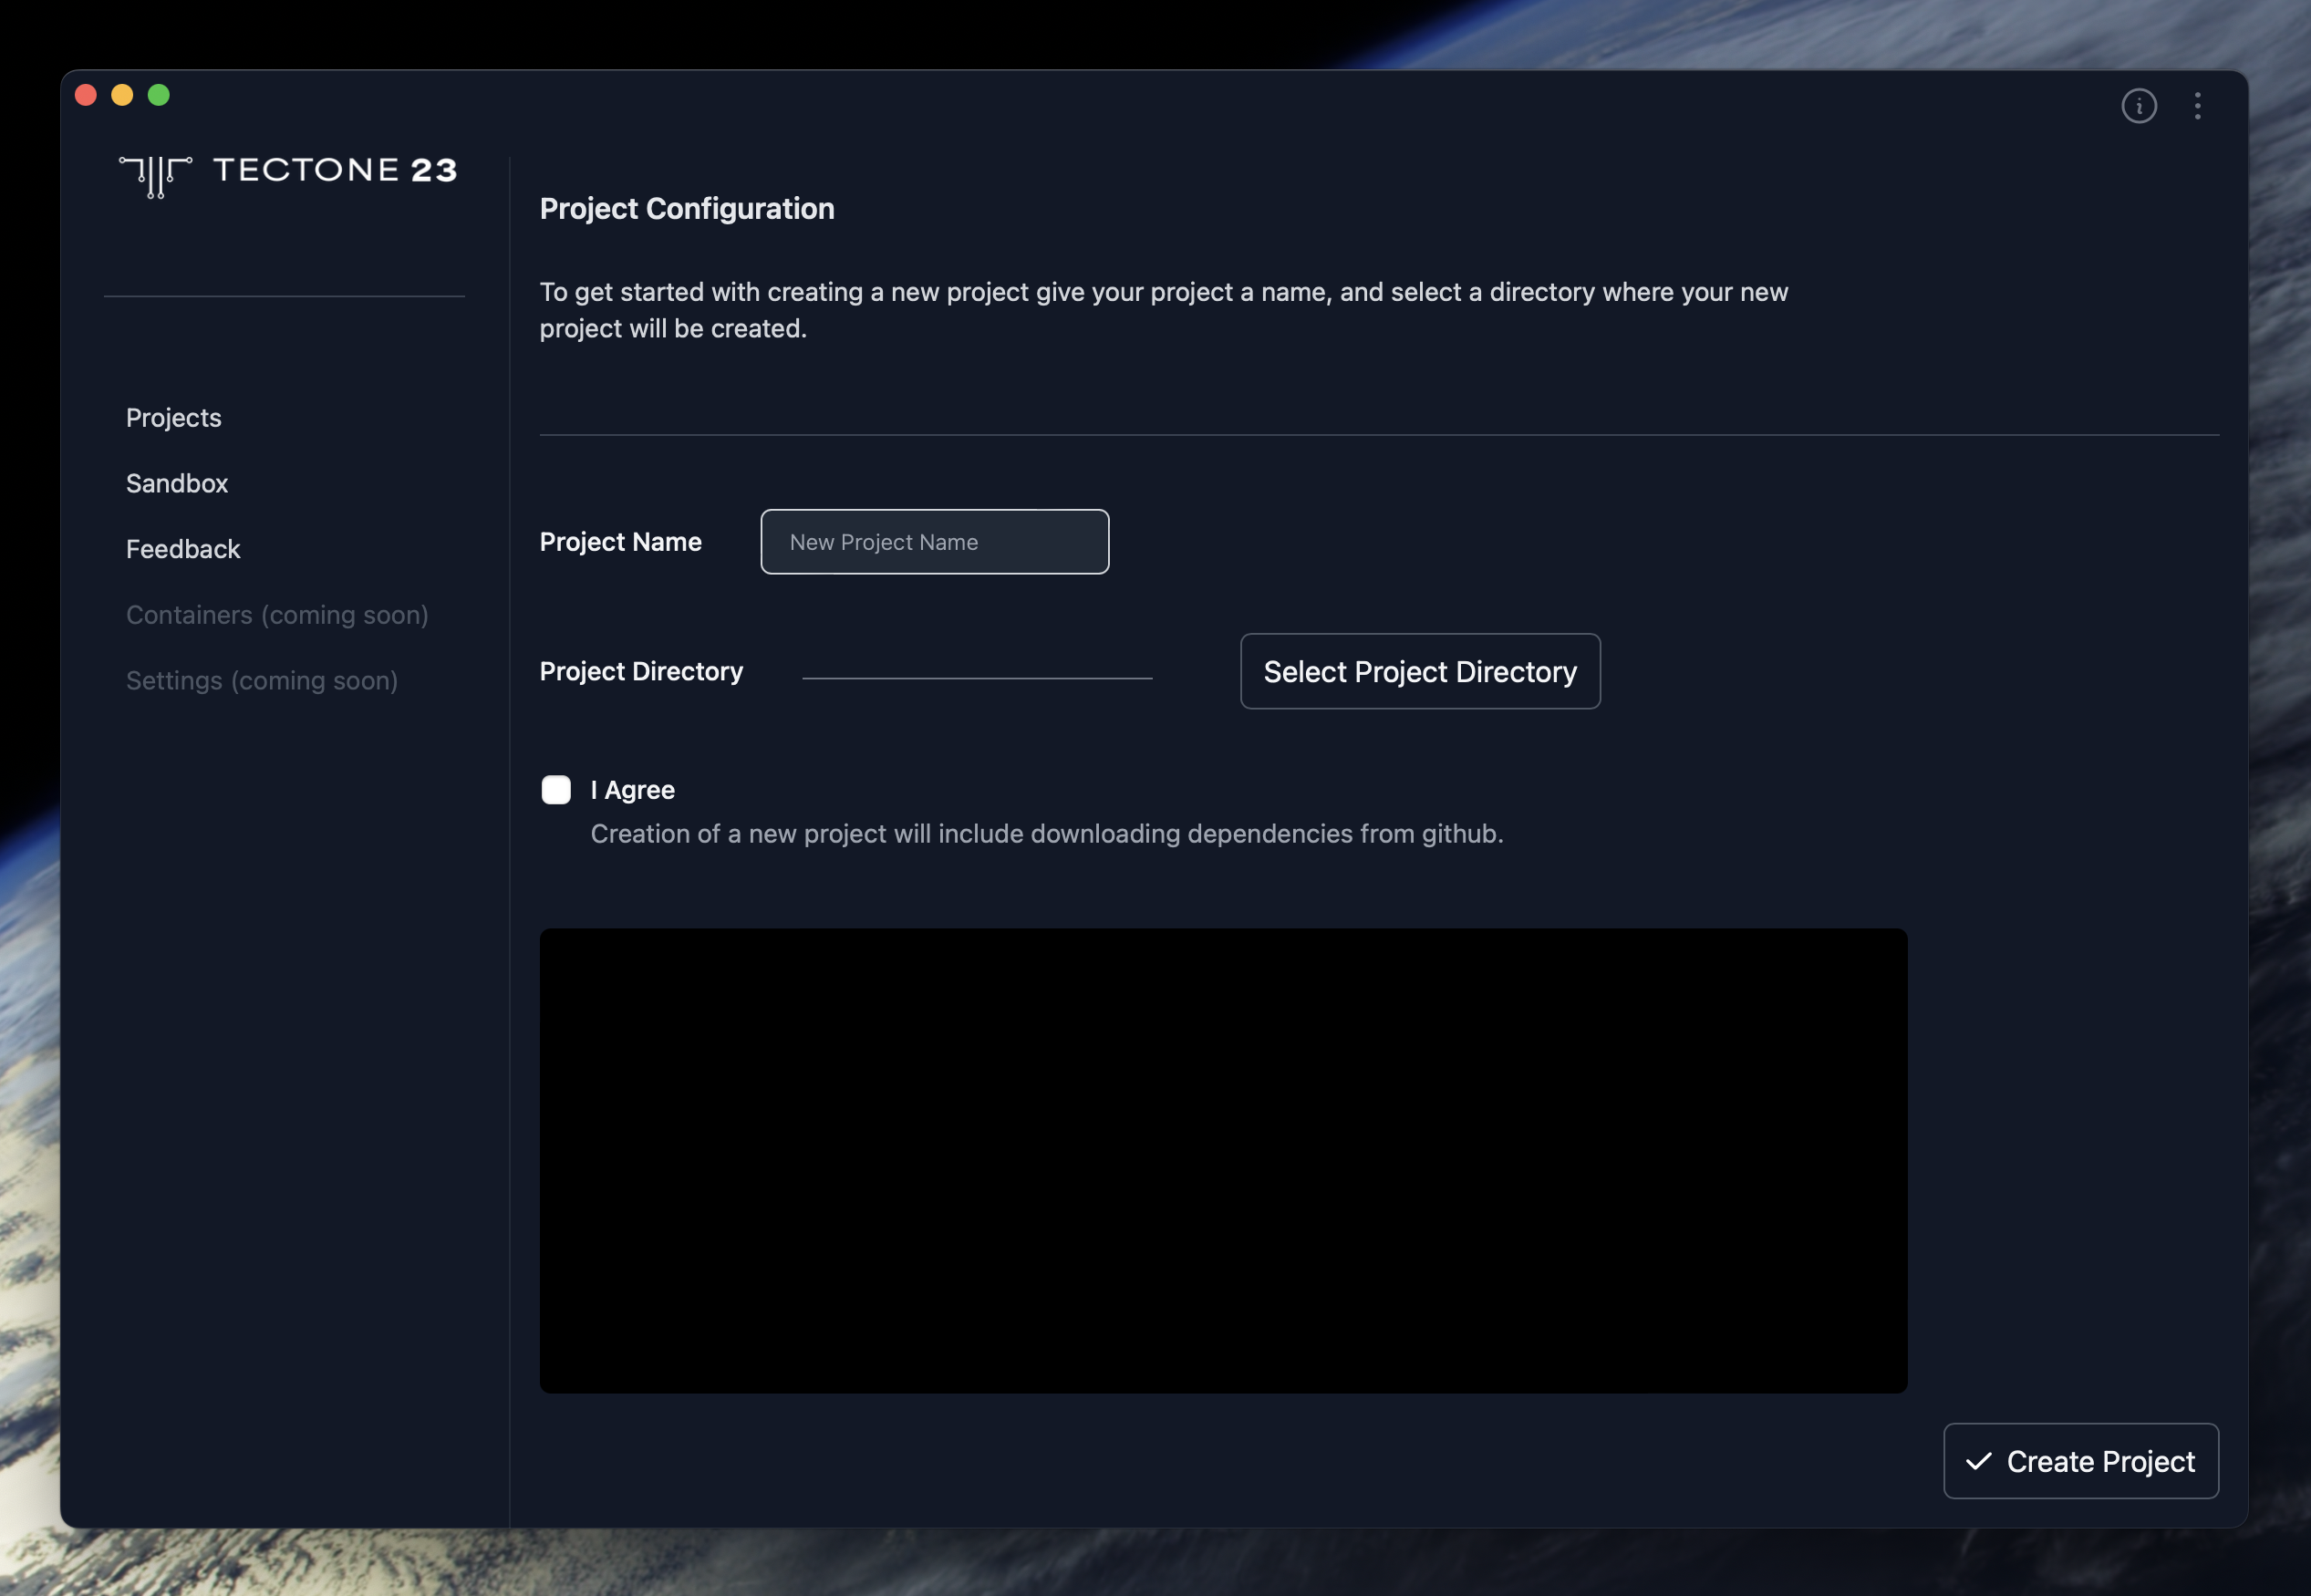 TECTONE 23
Projects
Sandbox
Feedback
Containers (coming soon)
Settings (coming soon)
Project Configuration
To get started with creating a new project give your project a name, and select a directory where your new
project will be created.
Project Name
New Project Name
Project Directory
Select Project Directory
I Agree
Creation of a new project will include downloading dependencies from github.
Create Project